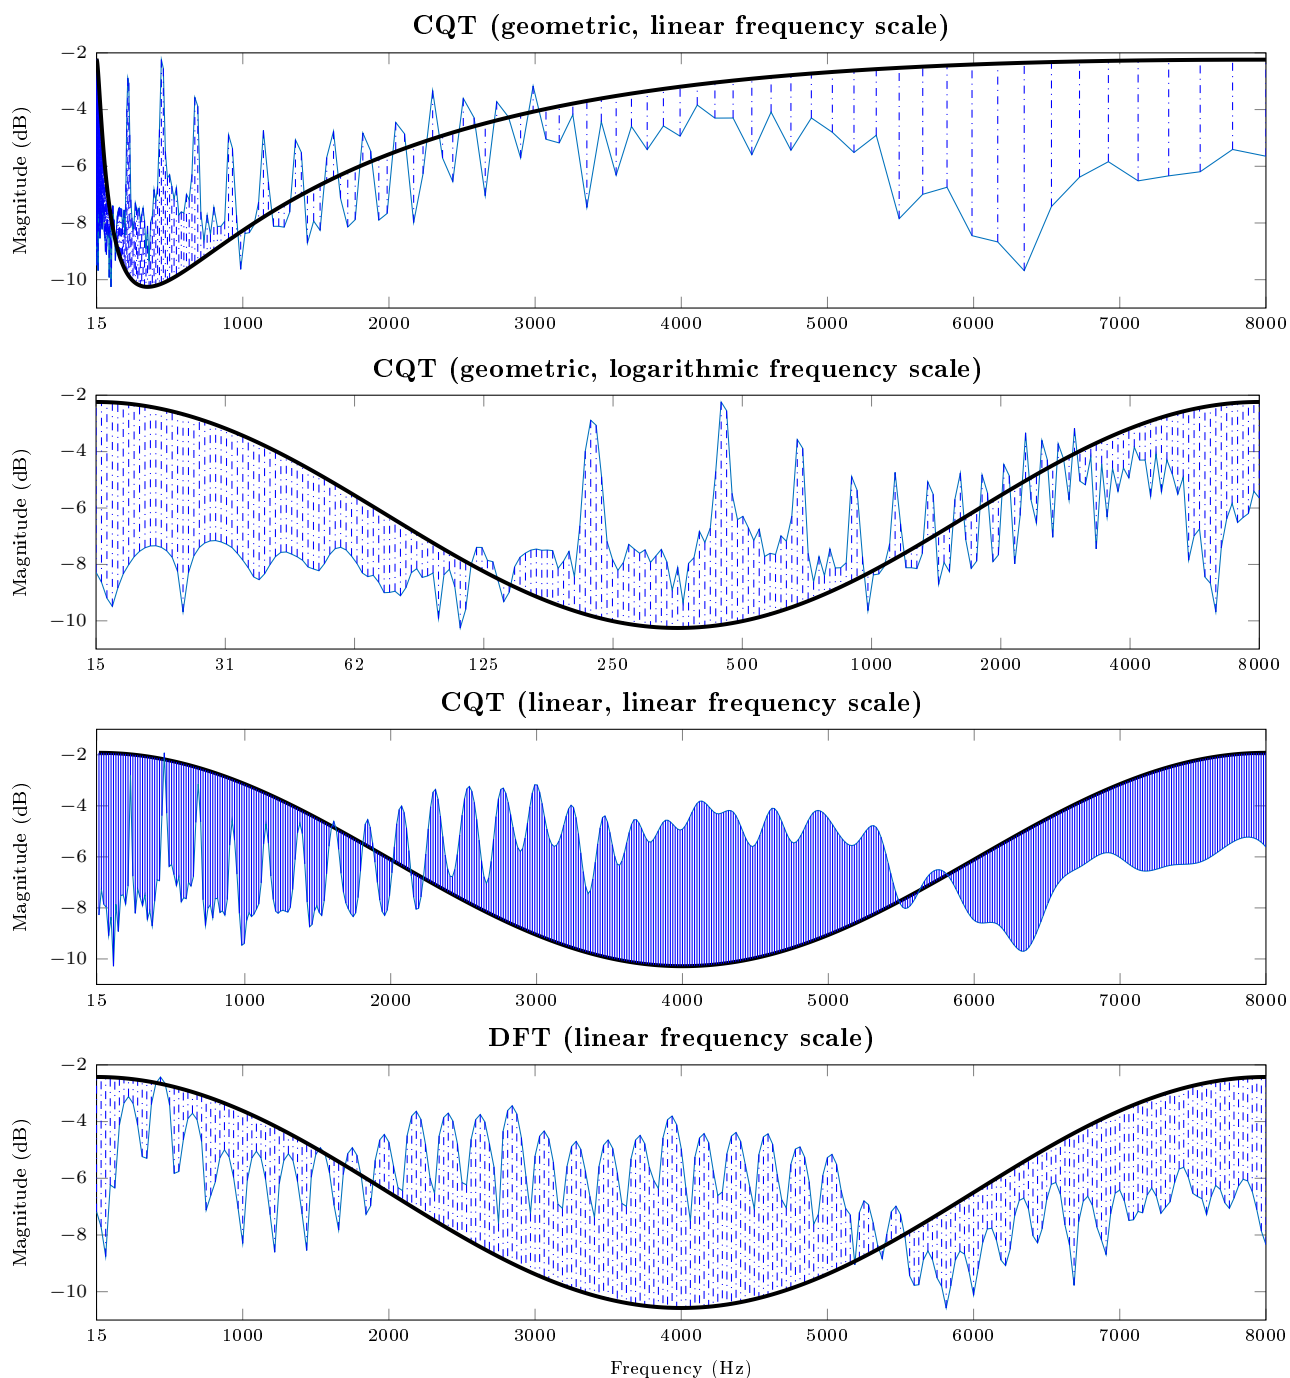 CQT (geometric, linear frequency scale)
Magnitude (dB)
−2
−4
−6
−8
−10
15 1000 2000 3000 4000 5000 6000 7000 8000
CQT (geometric, logarithmic frequency scale)
Magnitude (dB)
−2
−4
−6
−8
−10
15 31 62 125 250 500 1000 2000 4000 8000
CQT (linear, linear frequency scale)
Magnitude (dB)
−2
−4
−6
−8
−10
15 1000 2000 3000 4000 5000 6000 7000 8000
DFT (linear frequency scale)
Magnitude (dB)
−2
−4
−6
−8
−10
15 1000 2000 3000 4000 5000 6000 7000 8000
Frequency (Hz)